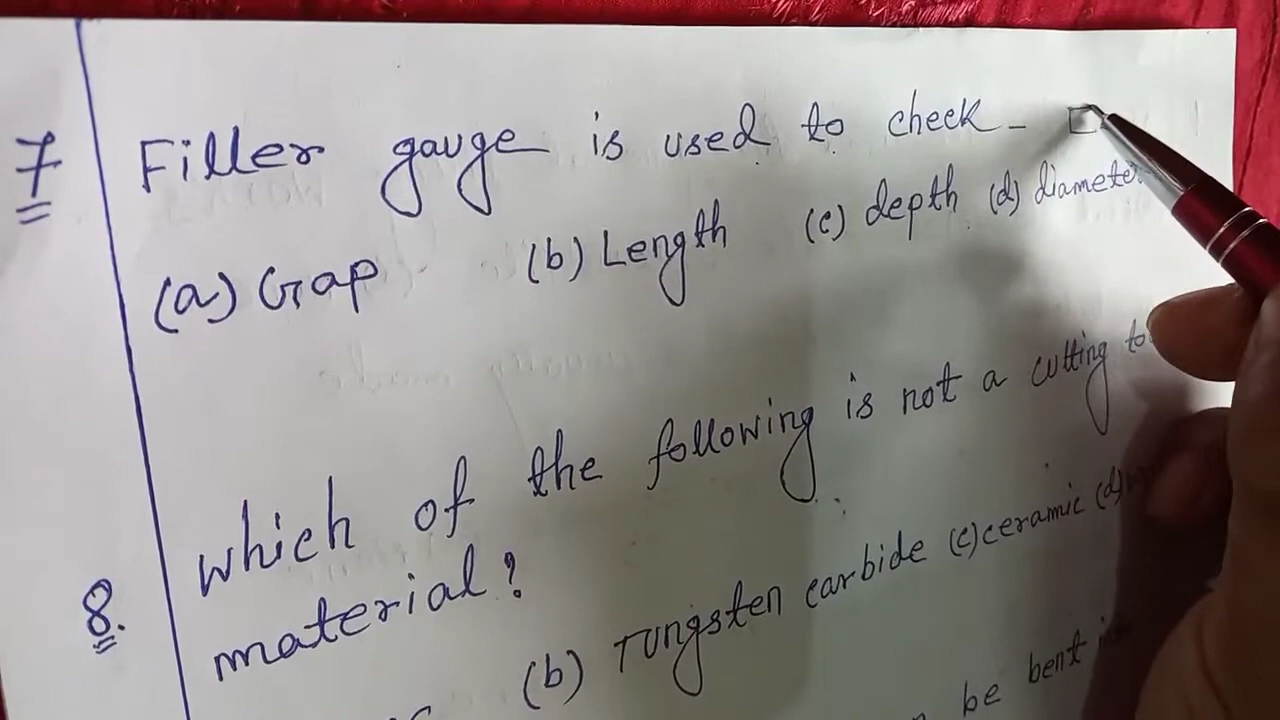 7 Filler gauge is used to check -
(a) Gap (b) Length (c) depth (d) diameter
8. which of the following is not a cutting
material?
(b) Tungsten carbide (c) ceramic (d)
be bent